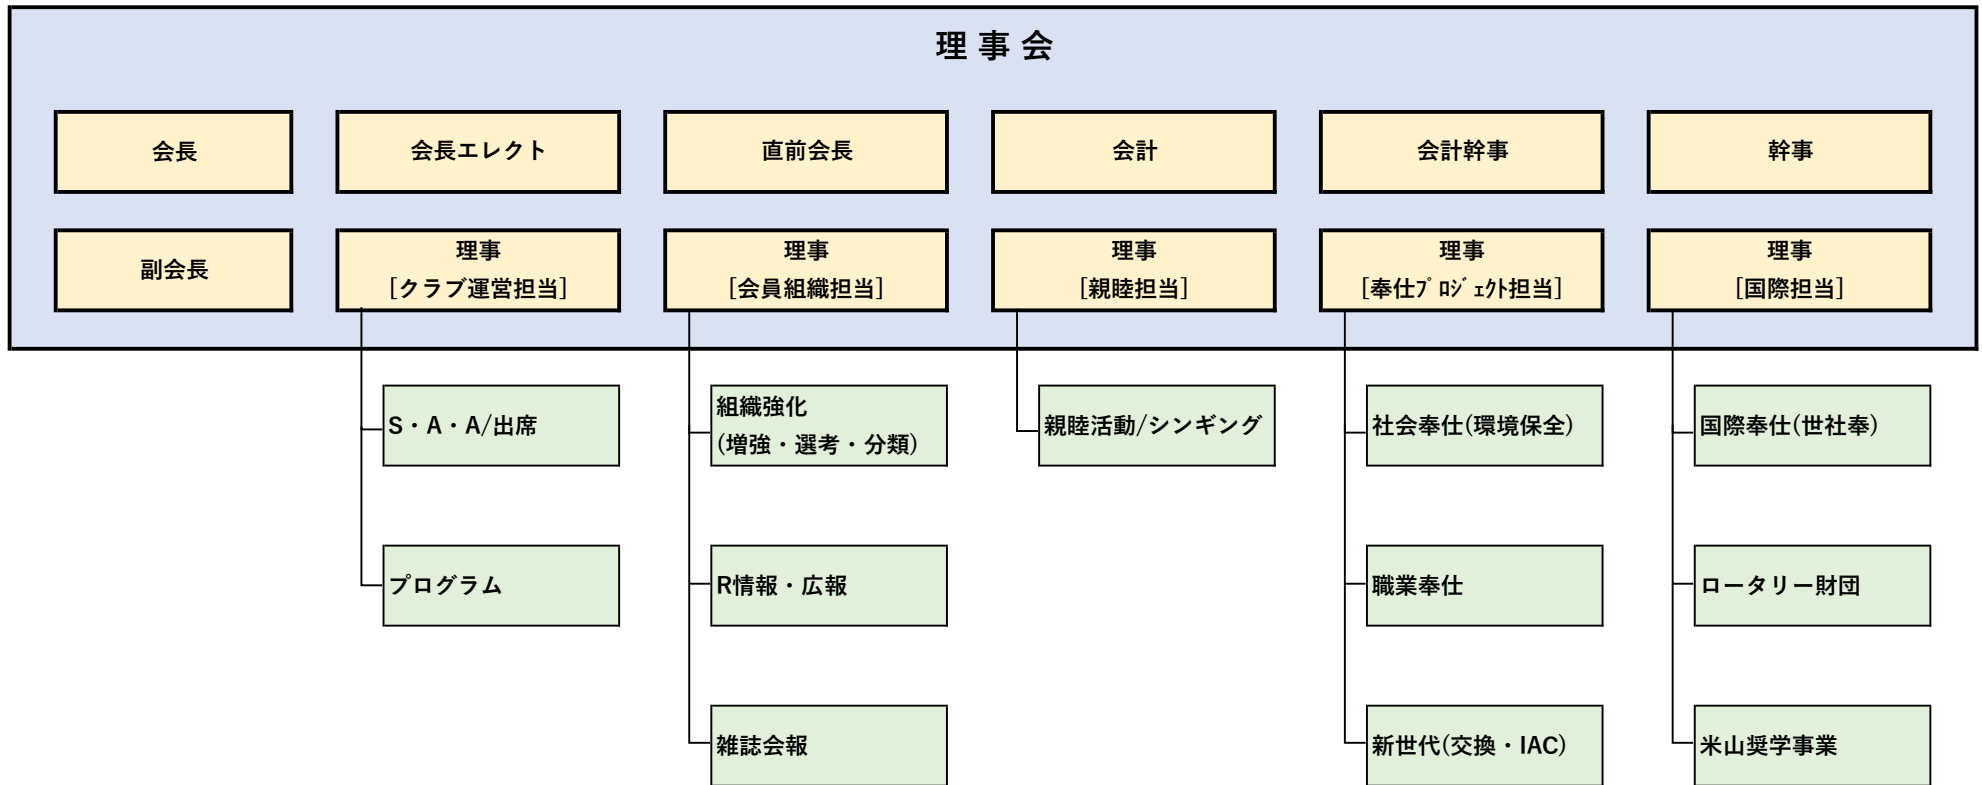 理 事 会
会長
会長エレクト
直前会長
会計
会計幹事
幹事
副会長
理事
[クラブ運営担当]
理事
[会員組織担当]
理事
[親睦担当]
理事
[奉仕ﾌﾟﾛｼﾞｪｸﾄ担当]
理事
[国際担当]
S・A・A/出席
組織強化
(増強・選考・分類)
親睦活動/シンギング
社会奉仕(環境保全)
国際奉仕(世社奉)
プログラム
R情報・広報
職業奉仕
ロータリー財団
雑誌会報
新世代(交換・IAC)
米山奨学事業